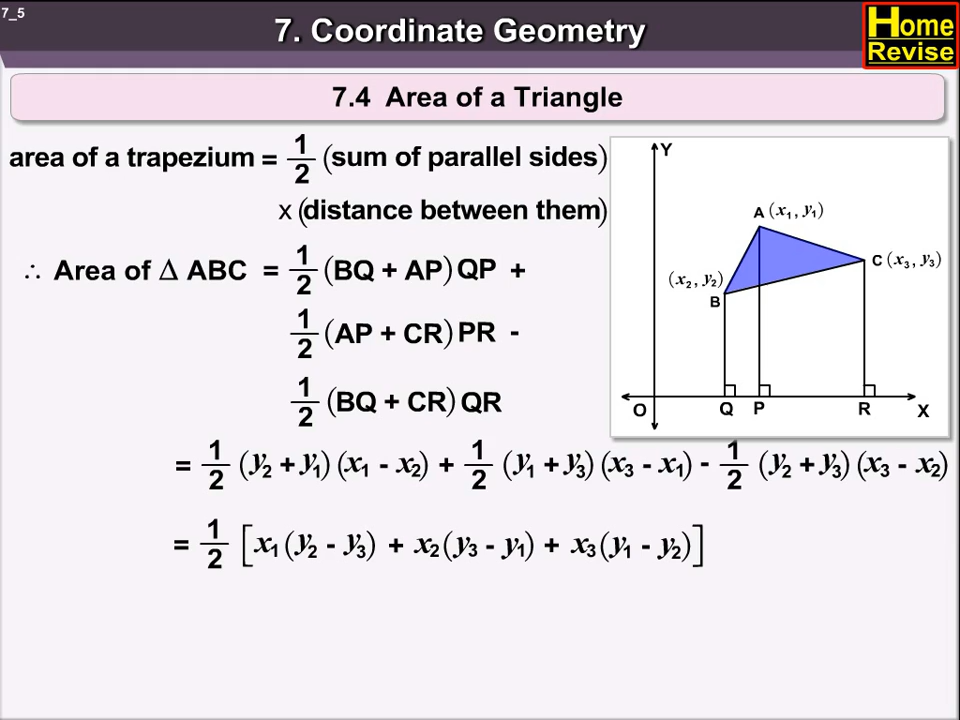 7_5
7. Coordinate Geometry
Home
Revise
7.4 Area of a Triangle
area of a trapezium = 1/2 (sum of parallel sides)
x (distance between them)
∴ Area of Δ ABC = 1/2 (BQ + AP) QP +
1/2 (AP + CR) PR -
1/2 (BQ + CR) QR
= 1/2 (y₂ + y₁) (x₁ - x₂) + 1/2 (y₁ + y₃) (x₃ - x₁) - 1/2 (y₂ + y₃) (x₃ - x₂)
= 1/2 [x₁ (y₂ - y₃) + x₂ (y₃ - y₁) + x₃ (y₁ - y₂)]
Y
A (x₁, y₁)
C (x₃, y₃)
(x₂, y₂)
B
O Q P R X